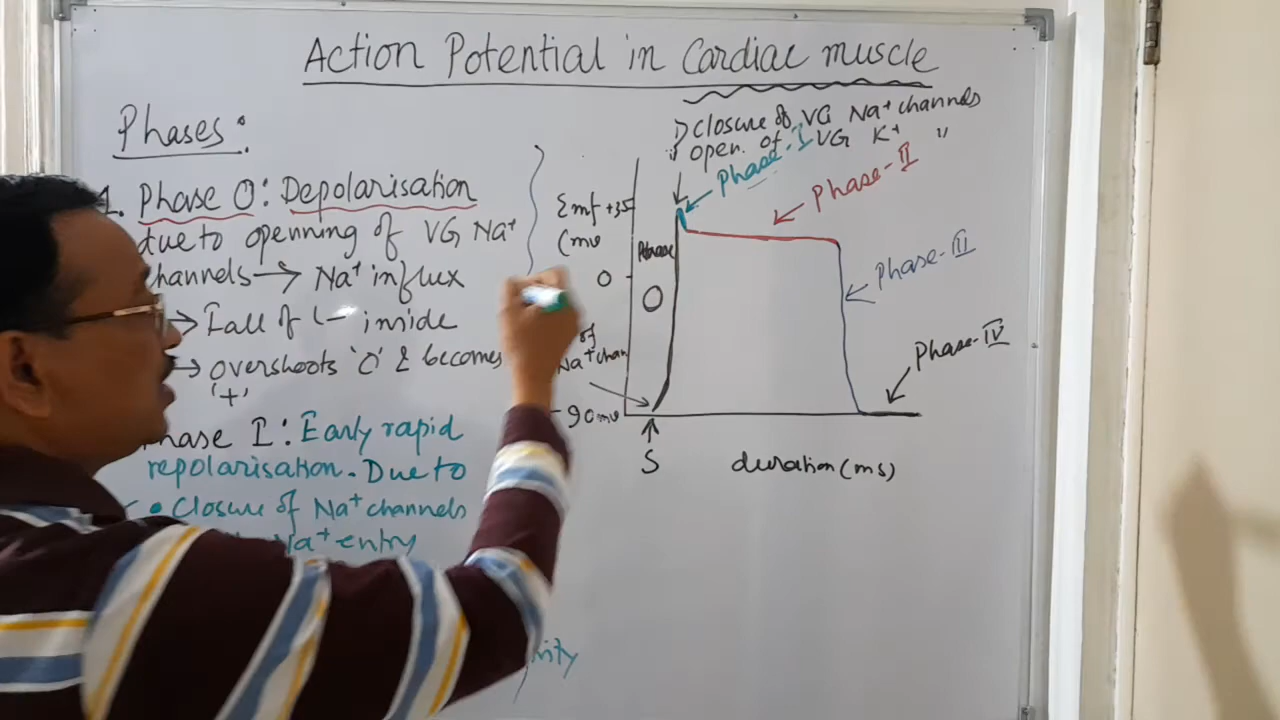 Action Potential in Cardiac muscle
Phases:
1. Phase 0: Depolarisation
due to openning of VG Na+
channels → Na+ influx
→ Fall of (- inside
→ overshoots '0' & becomes
'+'
Phase I: Early rapid
repolarisation. Due to
• Closure of Na+ channels
Na+ entry
1) closure of VG Na+ channels
open. of VG K+ "
Phase-I
Phase-II
Phase-III
Phase-IV
Emf +35
(mv
0
Phase
0
of
Na+ chan
-90mv
S
duration (ms)